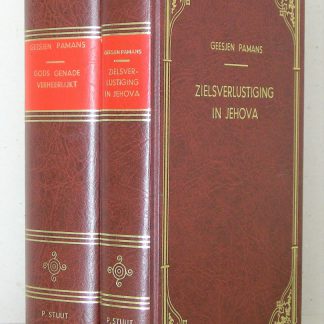 GEESJEN PAMANS
GODS GENADE
VERHEERLIJKT
P. STUUT
GEESJEN PAMANS
ZIELSVER-
LUSTIGING
IN JEHOVA
P. STUUT
GEESJEN PAMANS
ZIELSVERLUSTIGING
IN JEHOVA